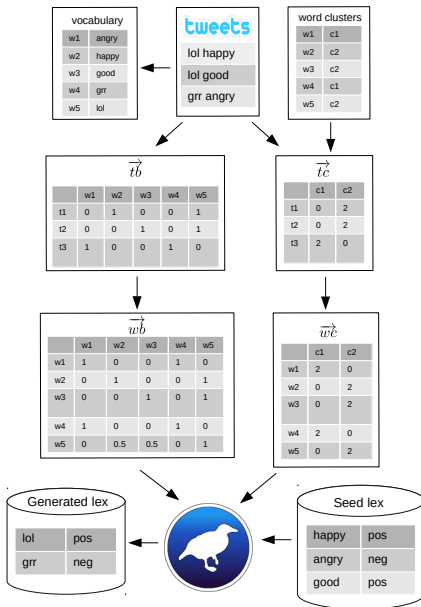 vocabulary
w1 angry
w2 happy
w3 good
w4 grr
w5 lol
tweets
lol happy
lol good
grr angry
word clusters
w1 c1
w2 c2
w3 c2
w4 c1
w5 c2
tb
w1 w2 w3 w4 w5
t1 0 1 0 0 1
t2 0 0 1 0 1
t3 1 0 0 1 0
tc
c1 c2
t1 0 2
t2 0 2
t3 2 0
wb
w1 w2 w3 w4 w5
w1 1 0 0 1 0
w2 0 1 0 0 1
w3 0 0 1 0 1
w4 1 0 0 1 0
w5 0 0.5 0.5 0 1
wc
c1 c2
w1 2 0
w2 0 2
w3 0 2
w4 2 0
w5 0 2
Generated lex
lol pos
grr neg
Seed lex
happy pos
angry neg
good pos